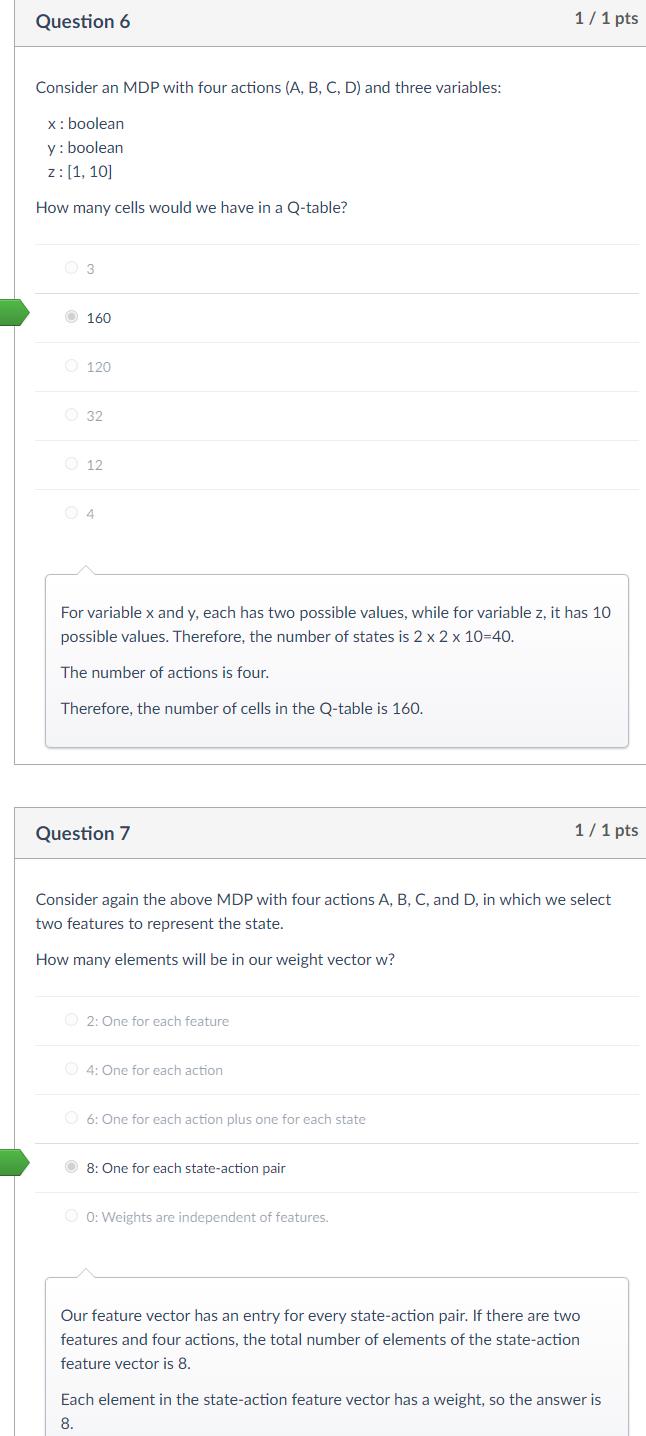 Question 6
1 / 1 pts
Consider an MDP with four actions (A, B, C, D) and three variables:
x : boolean
y : boolean
z : [1, 10]
How many cells would we have in a Q-table?
3
160
120
32
12
4
For variable x and y, each has two possible values, while for variable z, it has 10
possible values. Therefore, the number of states is 2 x 2 x 10=40.
The number of actions is four.
Therefore, the number of cells in the Q-table is 160.
Question 7
1 / 1 pts
Consider again the above MDP with four actions A, B, C, and D, in which we select
two features to represent the state.
How many elements will be in our weight vector w?
2: One for each feature
4: One for each action
6: One for each action plus one for each state
8: One for each state-action pair
0: Weights are independent of features.
Our feature vector has an entry for every state-action pair. If there are two
features and four actions, the total number of elements of the state-action
feature vector is 8.
Each element in the state-action feature vector has a weight, so the answer is
8.